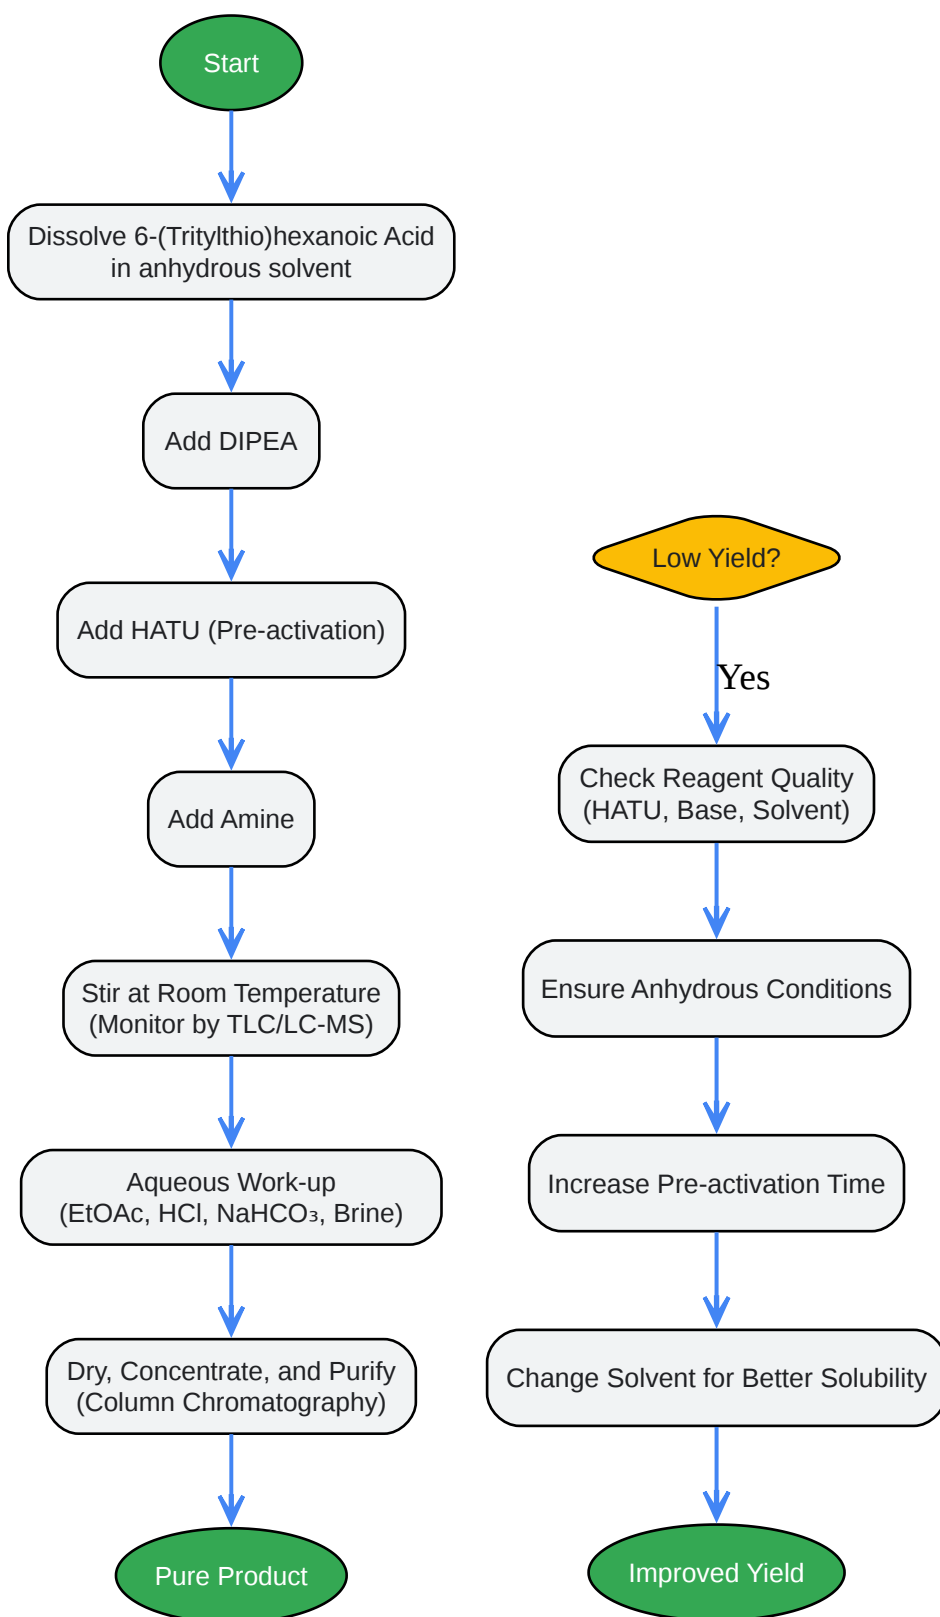 Start
Dissolve 6-(Tritylthio)hexanoic Acid
in anhydrous solvent
Add DIPEA
Add HATU (Pre-activation)
Add Amine
Stir at Room Temperature
(Monitor by TLC/LC-MS)
Aqueous Work-up
(EtOAc, HCl, NaHCO₃, Brine)
Dry, Concentrate, and Purify
(Column Chromatography)
Pure Product
Low Yield?
Yes
Check Reagent Quality
(HATU, Base, Solvent)
Ensure Anhydrous Conditions
Increase Pre-activation Time
Change Solvent for Better Solubility
Improved Yield